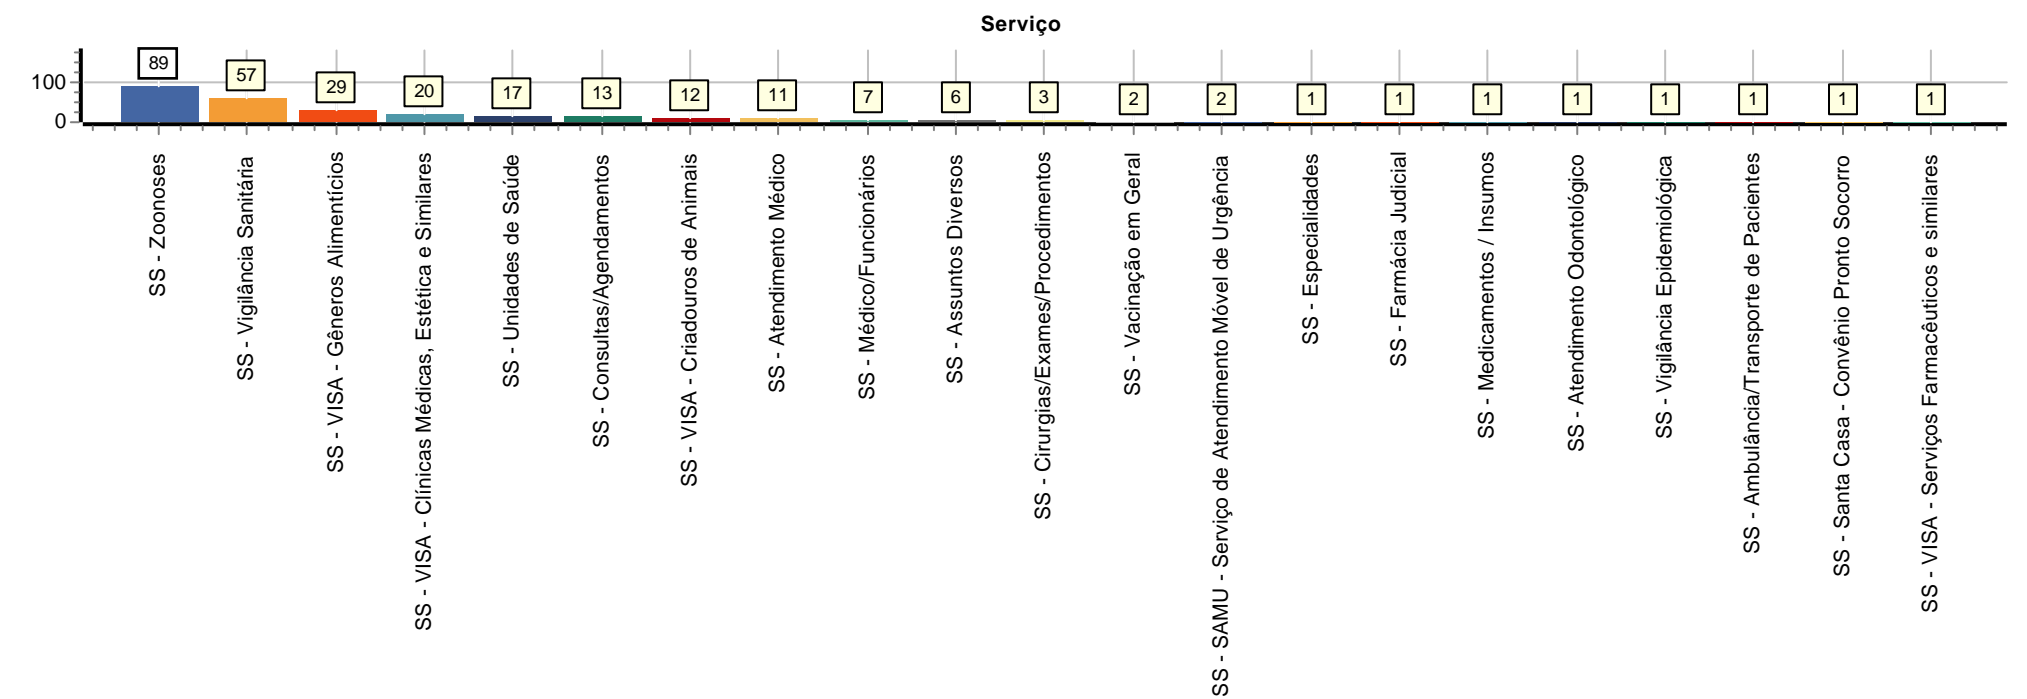 Serviço
100
0
89
57
29
20
17
13
12
11
7
6
3
2
2
1
1
1
1
1
1
1
1
SS - Zoonoses
SS - Vigilância Sanitária
SS - VISA - Gêneros Alimentícios
SS - VISA - Clínicas Médicas, Estética e Similares
SS - Unidades de Saúde
SS - Consultas/Agendamentos
SS - VISA - Criadouros de Animais
SS - Atendimento Médico
SS - Médico/Funcionários
SS - Assuntos Diversos
SS - Cirurgias/Exames/Procedimentos
SS - Vacinação em Geral
SS - SAMU - Serviço de Atendimento Móvel de Urgência
SS - Especialidades
SS - Farmácia Judicial
SS - Medicamentos / Insumos
SS - Atendimento Odontológico
SS - Vigilância Epidemiológica
SS - Ambulância/Transporte de Pacientes
SS - Santa Casa - Convênio Pronto Socorro
SS - VISA - Serviços Farmacêuticos e similares